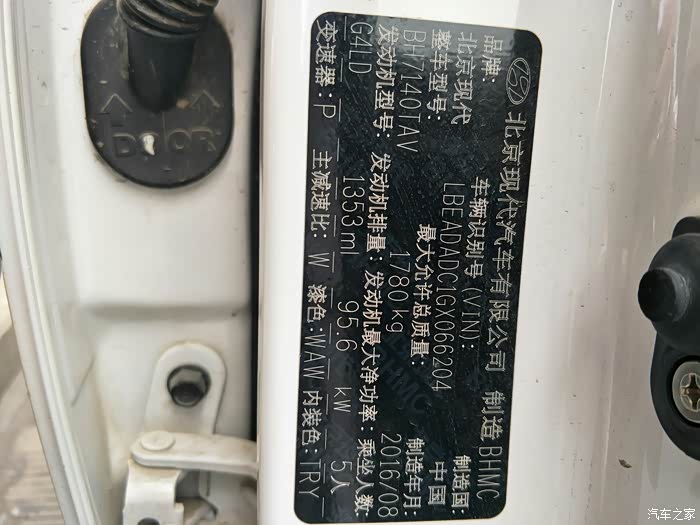 北京现代汽车有限公司 制造 BHMC
品牌: 车辆识别号(VIN): 制造国:
北京现代 LBEADADC1GX066204 中国
整车型号: 最大允许总质量: 制造年月:
BH7140TAV 1780kg 2016/08
发动机型号: 发动机排量: 发动机最大净功率: 乘坐人数
G4LD 1353ml 95.6 kW 5人
变速器:P 主减速比:W 漆色:WAW 内装色:TRY
DOOR
汽车之家